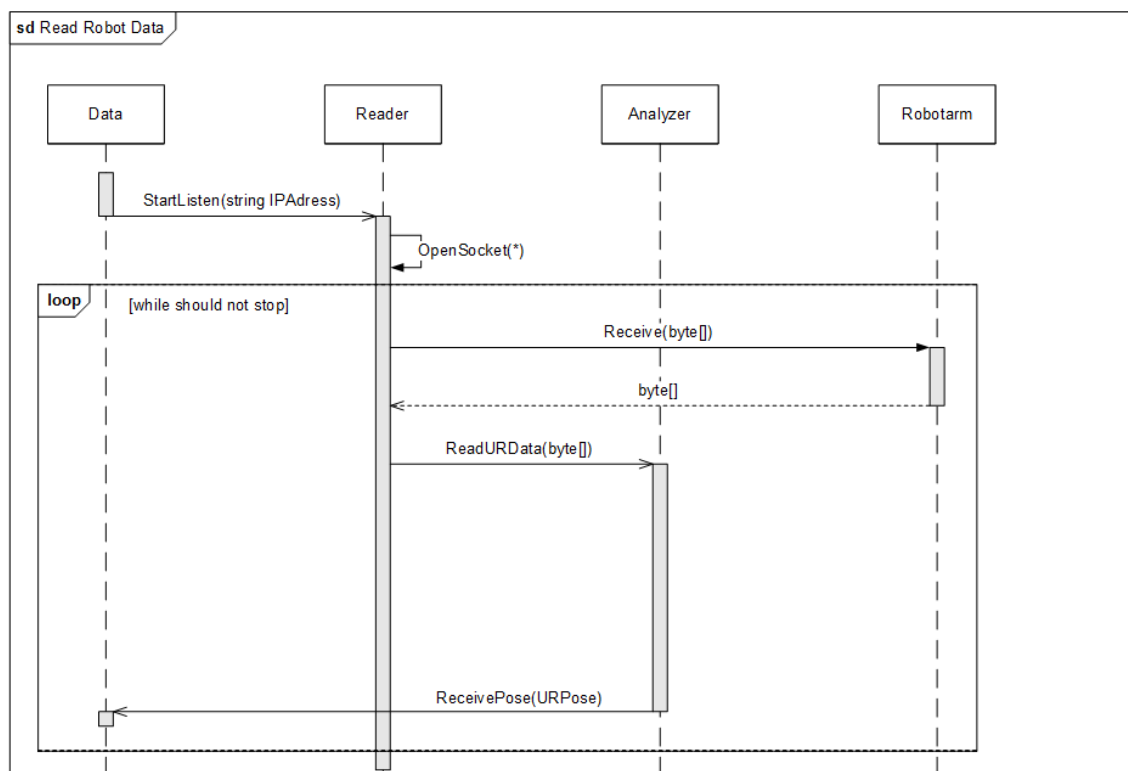 sd Read Robot Data
Data
Reader
Analyzer
Robotarm
StartListen(string IPAdress)
OpenSocket(*)
loop
[while should not stop]
Receive(byte[])
byte[]
ReadURData(byte[])
ReceivePose(URPose)